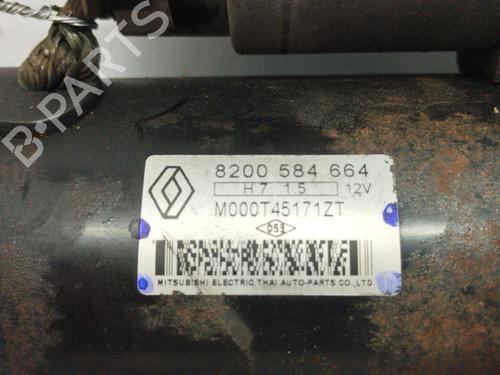 B-PARTS
8200 584 664
H7 15 12V
M000T45171ZT
MITSUBISHI ELECTRIC THAI AUTO-PARTS CO.,LTD.